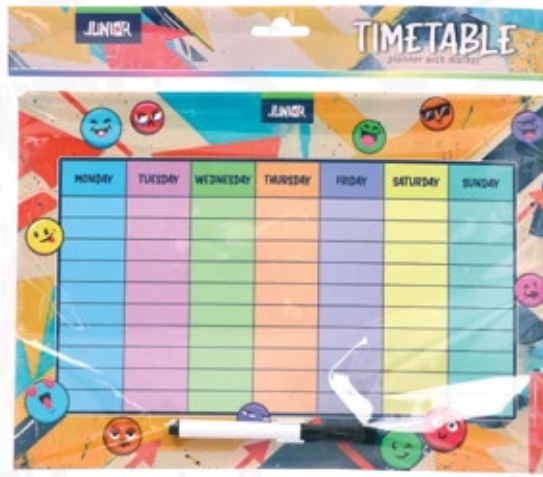 JUNIOR
TIMETABLE
planner with marker
JUNIOR
MONDAY TUESDAY WEDNESDAY THURSDAY FRIDAY SATURDAY SUNDAY